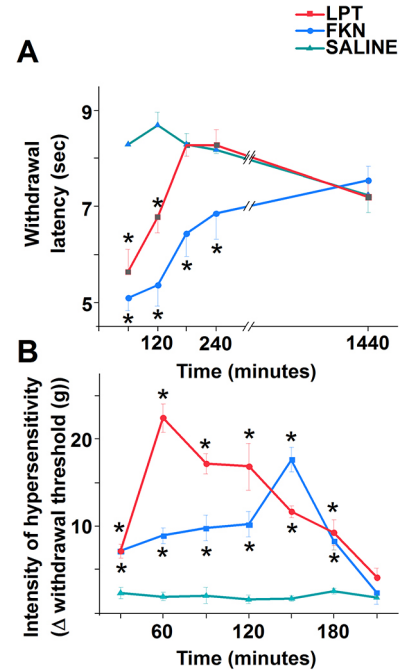 LPT
FKN
SALINE
A
Withdrawal
latency (sec)
9
7
5
*
*
*
*
*
*
120
240
1440
Time (minutes)
B
Intensity of hypersensitivity
(Δ withdrawal threshold (g))
20
10
*
*
*
*
*
*
*
*
*
*
*
*
60
120
180
Time (minutes)